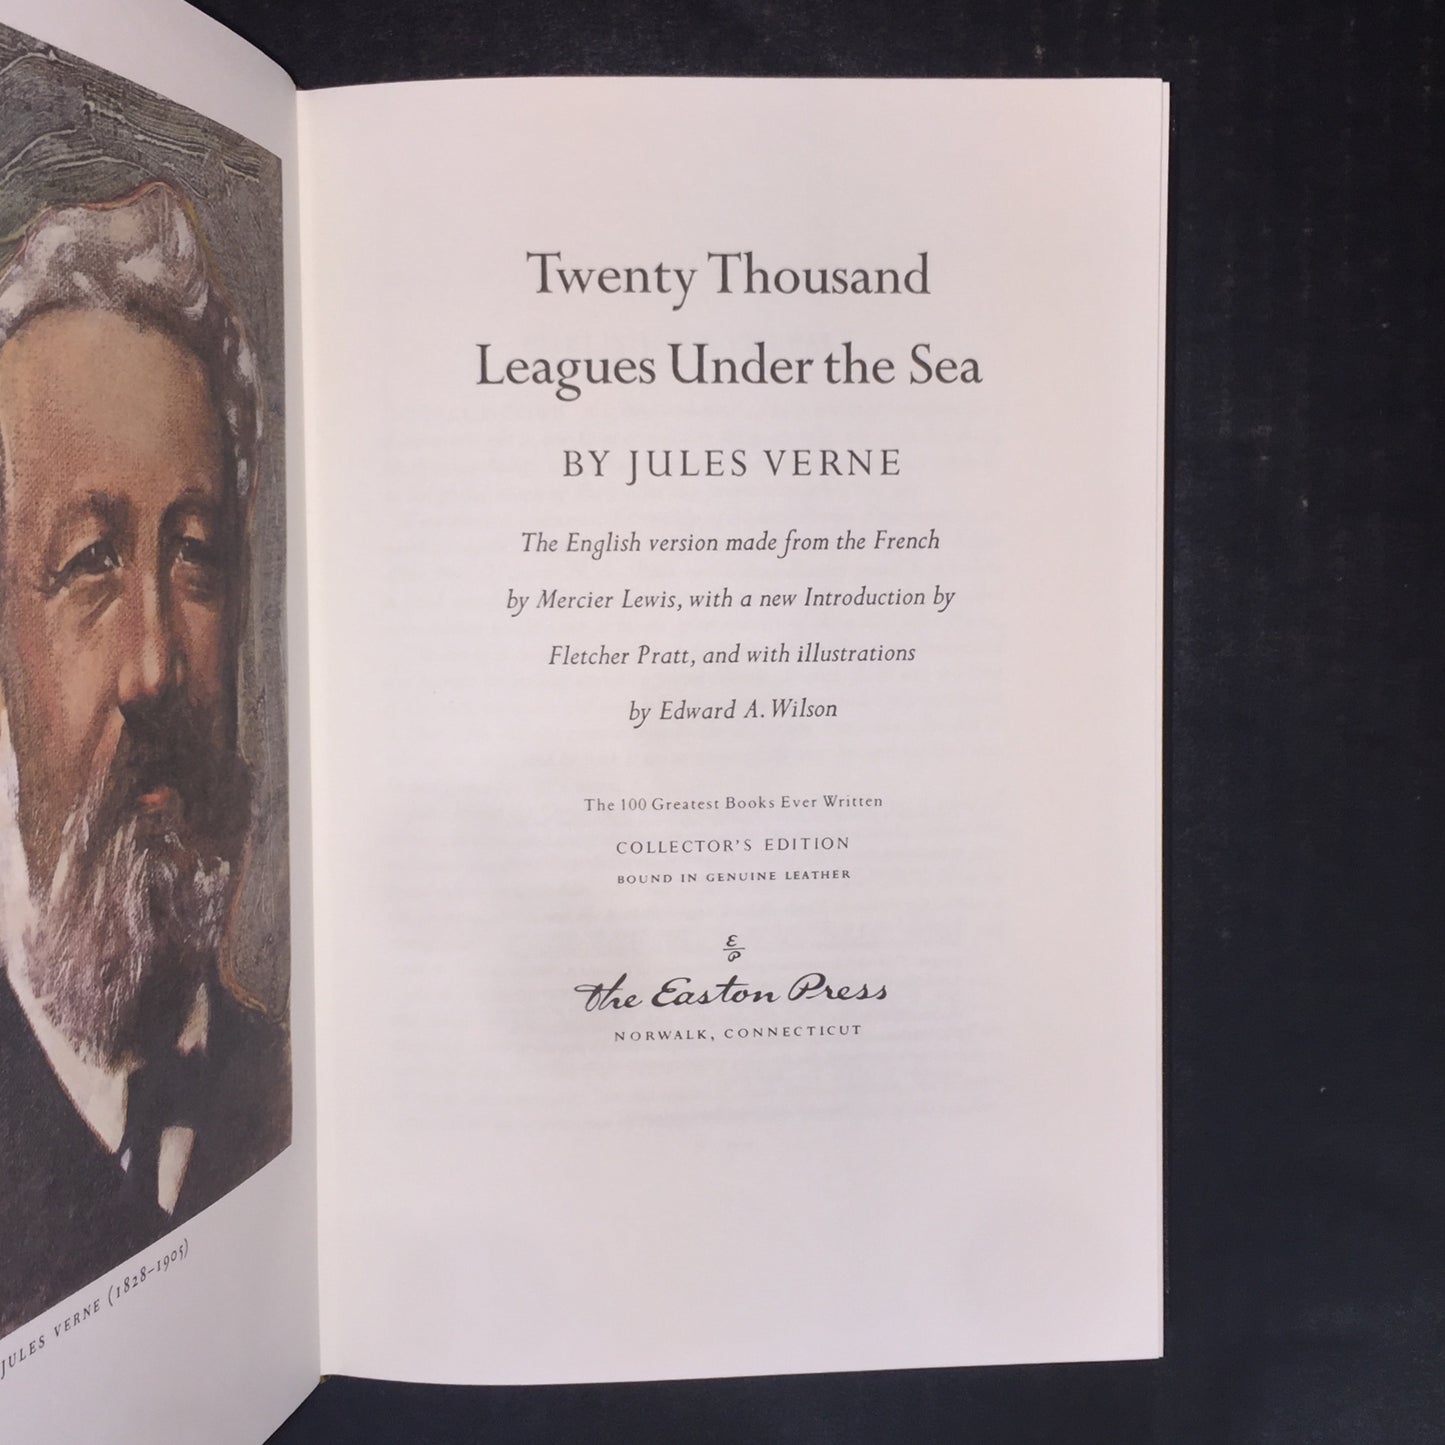 JULES VERNE (1828–1905)
Twenty Thousand
Leagues Under the Sea
BY JULES VERNE
The English version made from the French
by Mercier Lewis, with a new Introduction by
Fletcher Pratt, and with illustrations
by Edward A. Wilson
The 100 Greatest Books Ever Written
COLLECTOR'S EDITION
BOUND IN GENUINE LEATHER
E
P
The Easton Press
NORWALK, CONNECTICUT